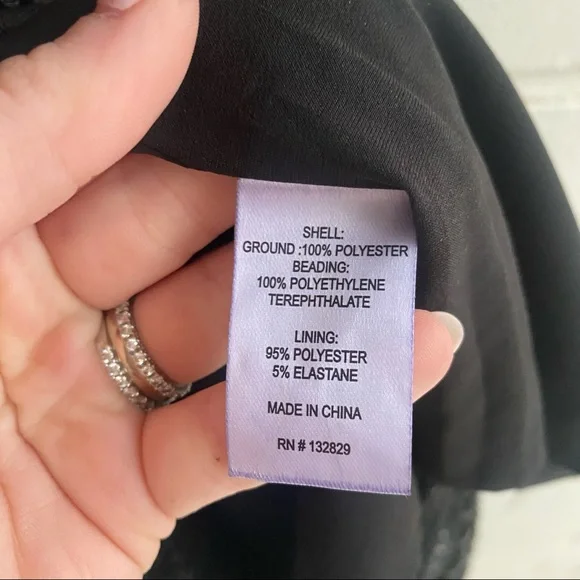 SHELL:
GROUND :100% POLYESTER
BEADING:
100% POLYETHYLENE
TEREPHTHALATE
LINING:
95% POLYESTER
5% ELASTANE
MADE IN CHINA
RN # 132829